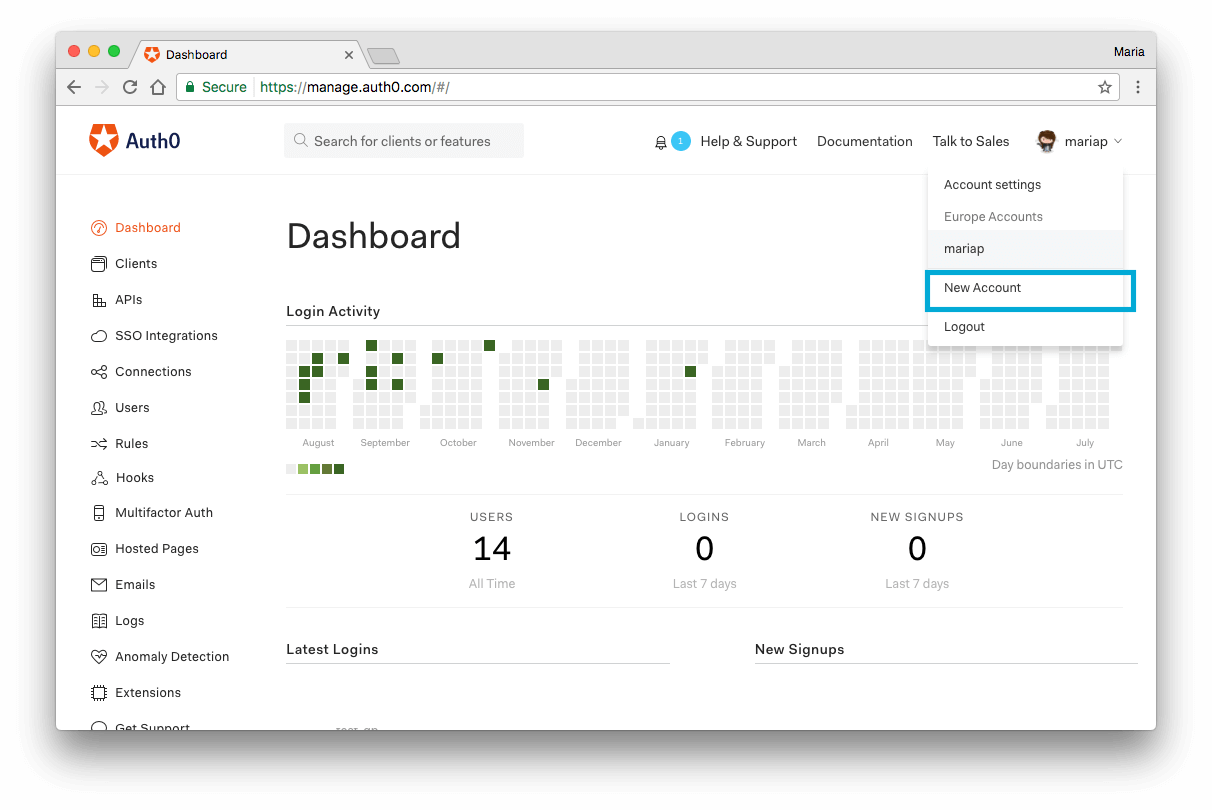 Dashboard
Maria
Secure https://manage.auth0.com/#/
Auth0
Search for clients or features
1
Help & Support
Documentation
Talk to Sales
mariap
Account settings
Europe Accounts
mariap
New Account
Logout
Dashboard
Clients
APIs
SSO Integrations
Connections
Users
Rules
Hooks
Multifactor Auth
Hosted Pages
Emails
Logs
Anomaly Detection
Extensions
Get Support
Dashboard
Login Activity
August September October November December January February March April May June July
Day boundaries in UTC
USERS
14
All Time
LOGINS
0
Last 7 days
NEW SIGNUPS
0
Last 7 days
Latest Logins
New Signups